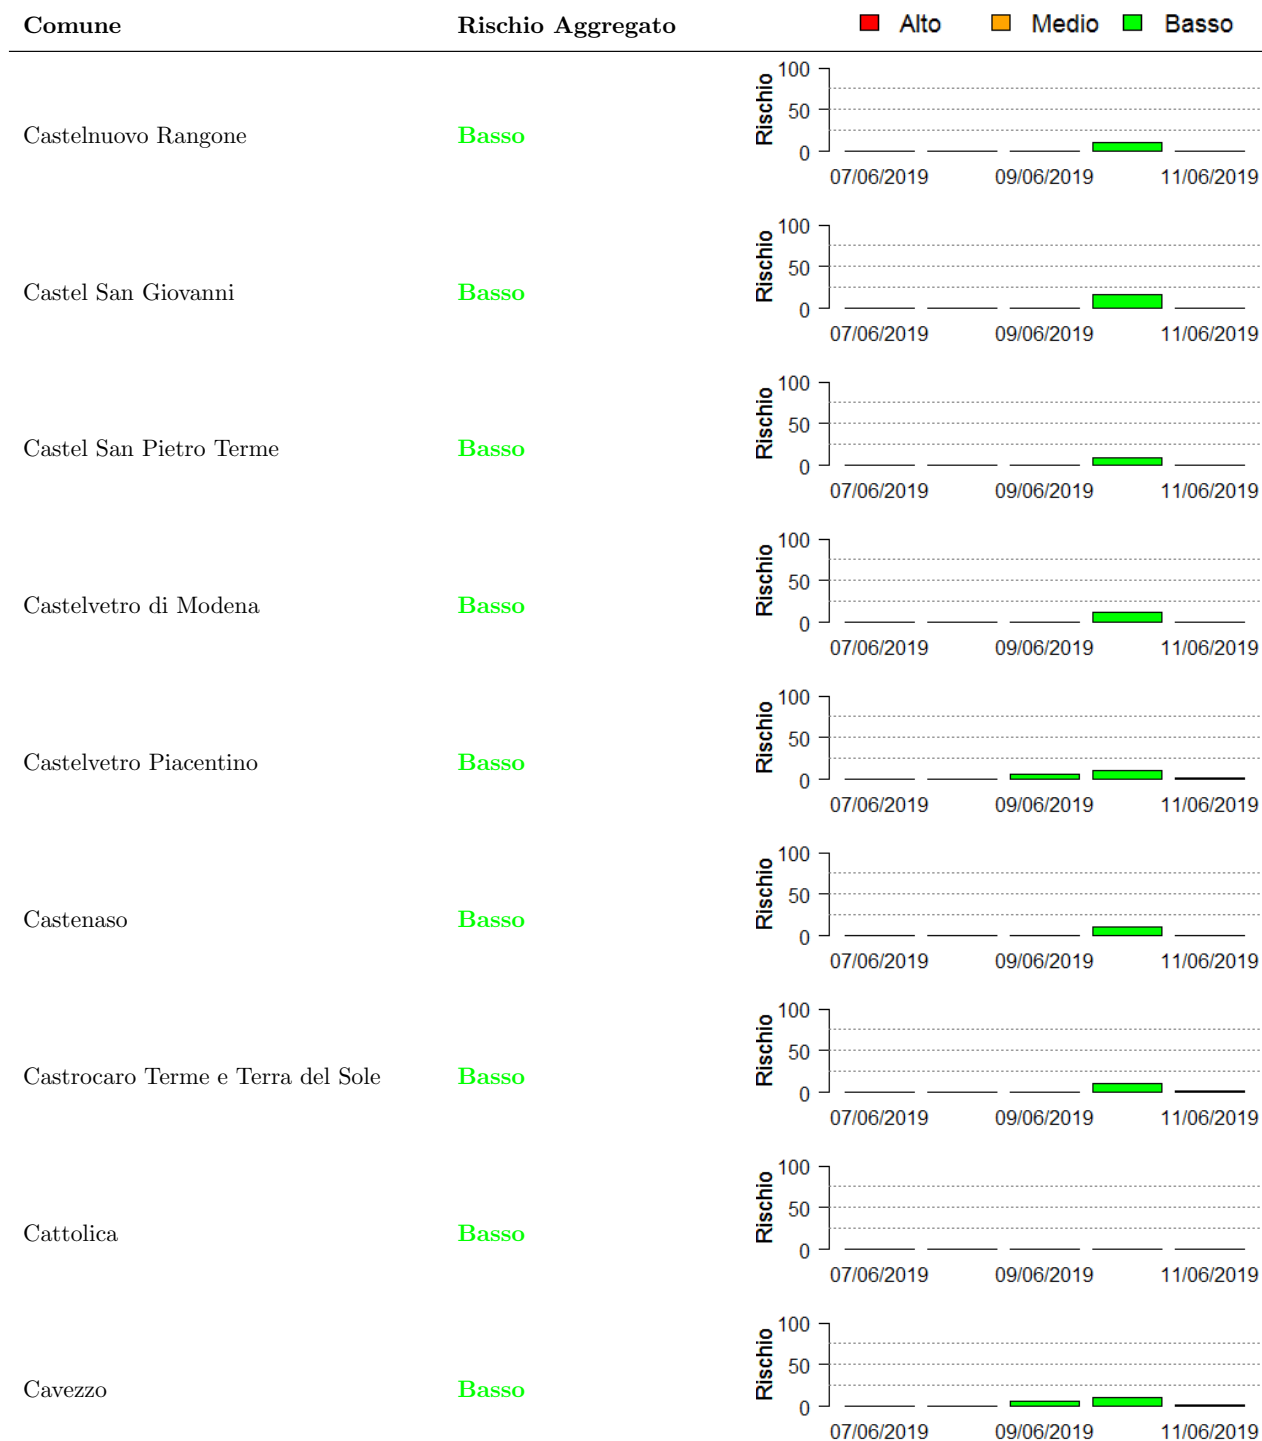 Comune Rischio Aggregato Alto Medio Basso
100
50
0
Rischio
Castelnuovo Rangone Basso
07/06/2019 09/06/2019 11/06/2019
100
50
0
Rischio
Castel San Giovanni Basso
07/06/2019 09/06/2019 11/06/2019
100
50
0
Rischio
Castel San Pietro Terme Basso
07/06/2019 09/06/2019 11/06/2019
100
50
0
Rischio
Castelvetro di Modena Basso
07/06/2019 09/06/2019 11/06/2019
100
50
0
Rischio
Castelvetro Piacentino Basso
07/06/2019 09/06/2019 11/06/2019
100
50
0
Rischio
Castenaso Basso
07/06/2019 09/06/2019 11/06/2019
100
50
0
Rischio
Castrocaro Terme e Terra del Sole Basso
07/06/2019 09/06/2019 11/06/2019
100
50
0
Rischio
Cattolica Basso
07/06/2019 09/06/2019 11/06/2019
100
50
0
Rischio
Cavezzo Basso
07/06/2019 09/06/2019 11/06/2019